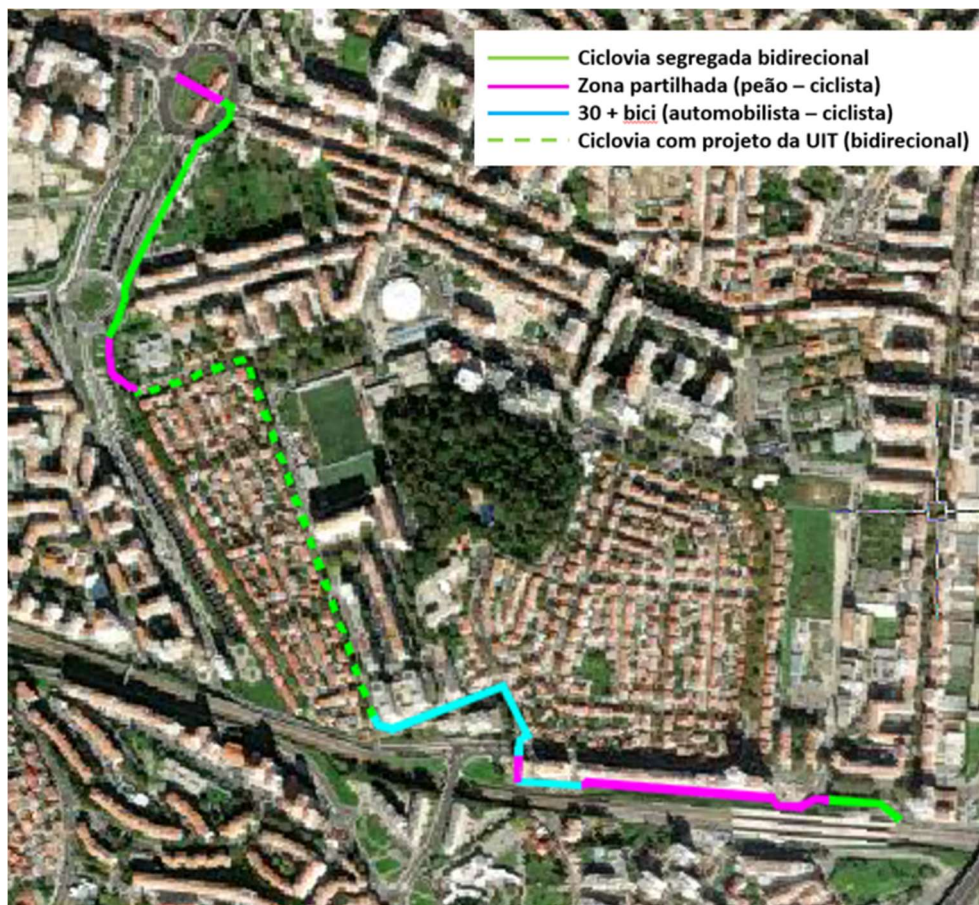 Ciclovia segregada bidirecional
Zona partilhada (peão – ciclista)
30 + bici (automobilista – ciclista)
Ciclovia com projeto da UIT (bidirecional)